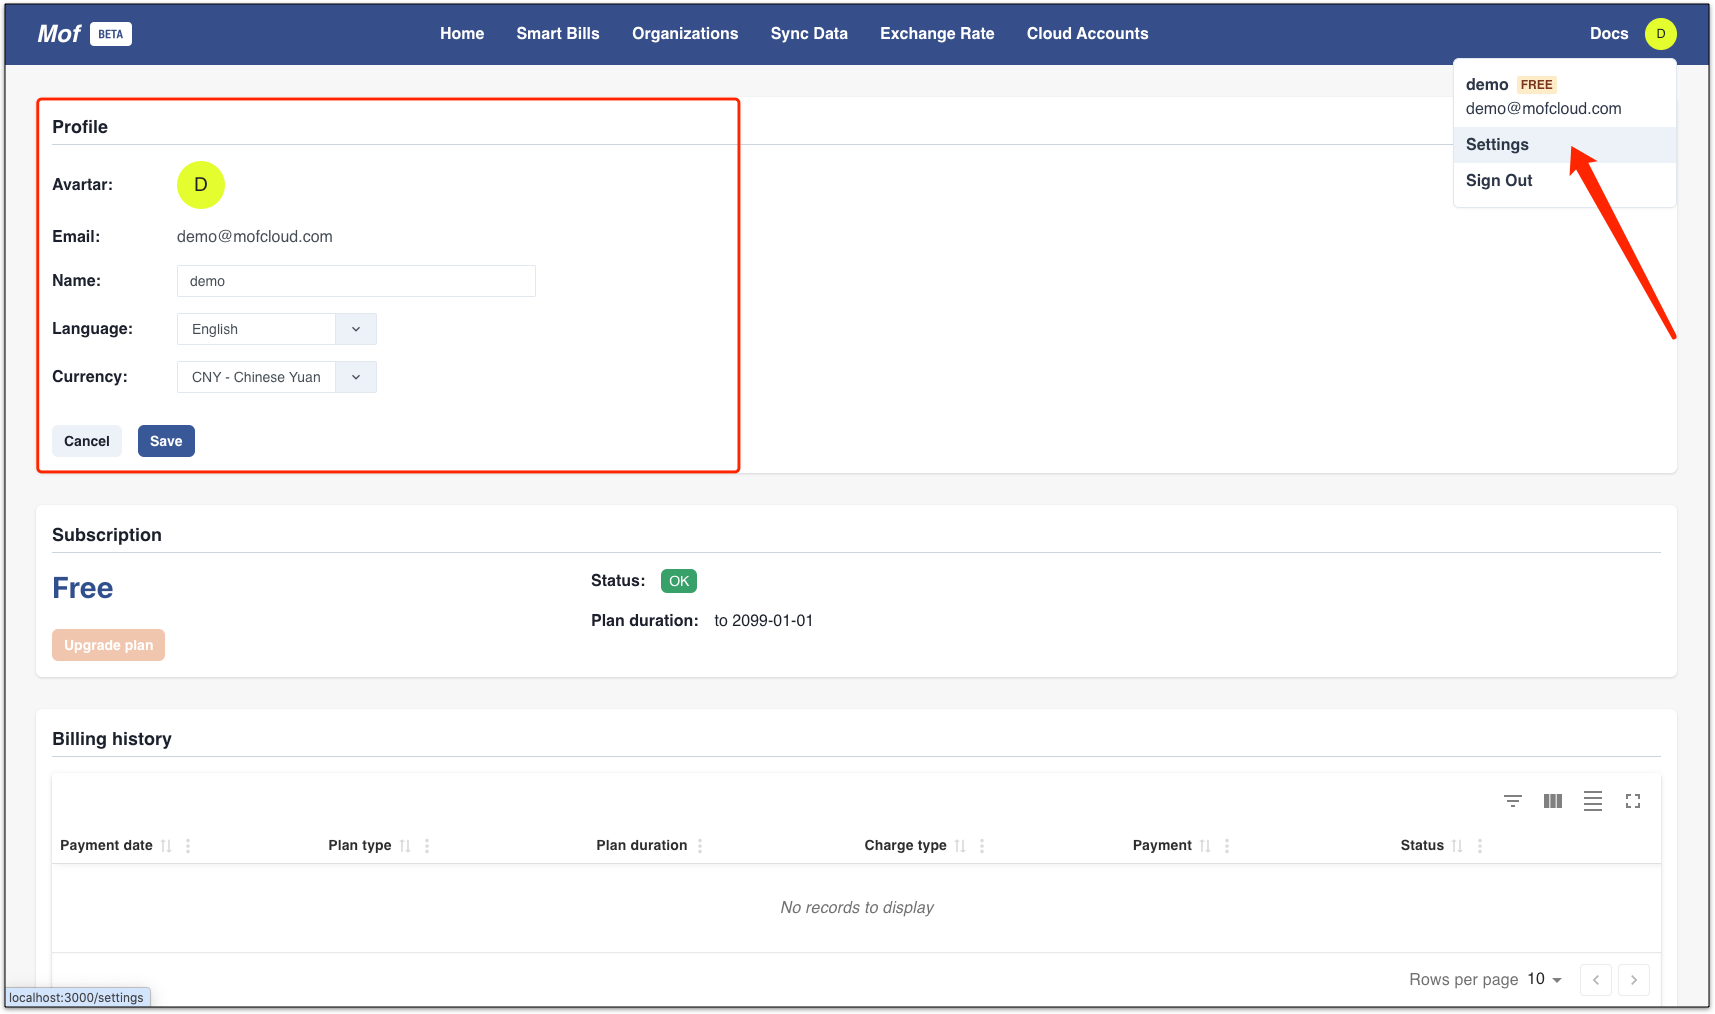 Mof BETA Home Smart Bills Organizations Sync Data Exchange Rate Cloud Accounts Docs D
demo FREE
demo@mofcloud.com
Settings
Sign Out
Profile
Avartar: D
Email: demo@mofcloud.com
Name: demo
Language: English
Currency: CNY - Chinese Yuan
Cancel Save
Subscription
Free
Status: OK
Plan duration: to 2099-01-01
Upgrade plan
Billing history
Payment date Plan type Plan duration Charge type Payment Status
No records to display
Rows per page 10
localhost:3000/settings